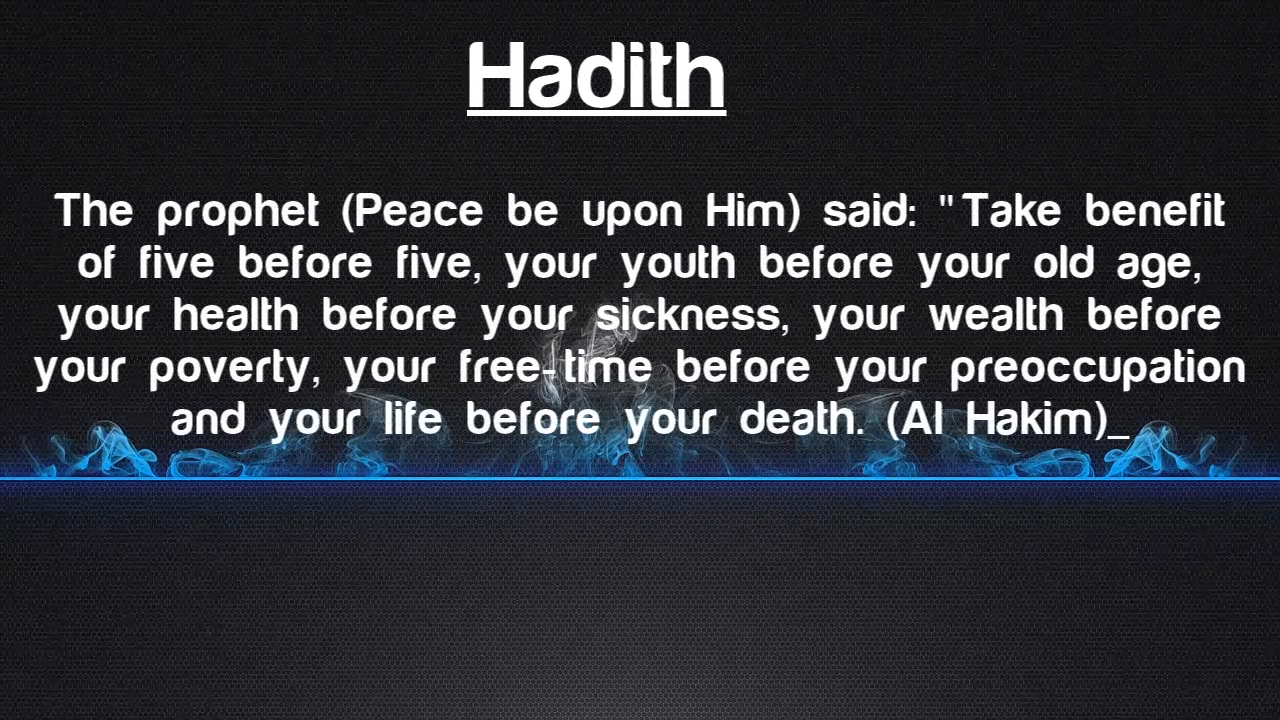 Hadith
The prophet (Peace be upon Him) said: "Take benefit
of five before five, your youth before your old age,
your health before your sickness, your wealth before
your poverty, your free-time before your preoccupation
and your life before your death. (Al Hakim)_